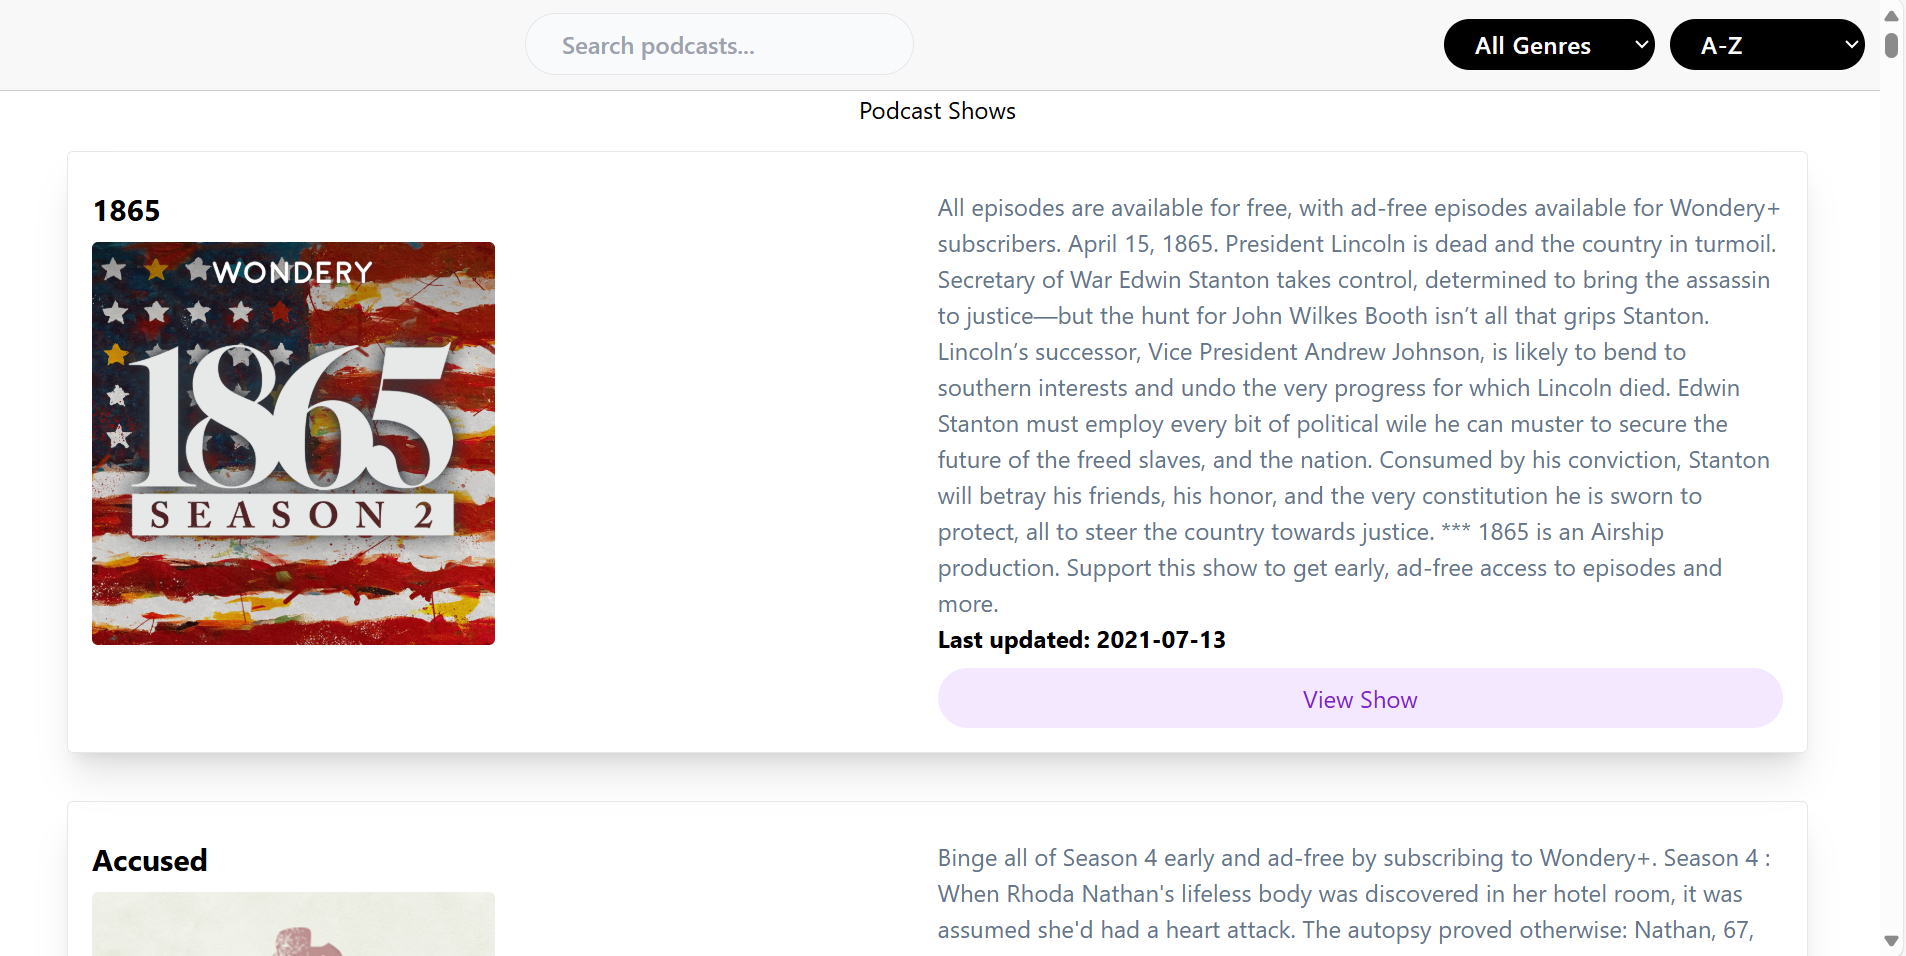 Search podcasts...
All Genres
A-Z
Podcast Shows
1865
WONDERY
1865
SEASON 2
All episodes are available for free, with ad-free episodes available for Wondery+
subscribers. April 15, 1865. President Lincoln is dead and the country in turmoil.
Secretary of War Edwin Stanton takes control, determined to bring the assassin
to justice—but the hunt for John Wilkes Booth isn’t all that grips Stanton.
Lincoln’s successor, Vice President Andrew Johnson, is likely to bend to
southern interests and undo the very progress for which Lincoln died. Edwin
Stanton must employ every bit of political wile he can muster to secure the
future of the freed slaves, and the nation. Consumed by his conviction, Stanton
will betray his friends, his honor, and the very constitution he is sworn to
protect, all to steer the country towards justice. *** 1865 is an Airship
production. Support this show to get early, ad-free access to episodes and
more.
Last updated: 2021-07-13
View Show
Accused
Binge all of Season 4 early and ad-free by subscribing to Wondery+. Season 4 :
When Rhoda Nathan's lifeless body was discovered in her hotel room, it was
assumed she'd had a heart attack. The autopsy proved otherwise: Nathan, 67,